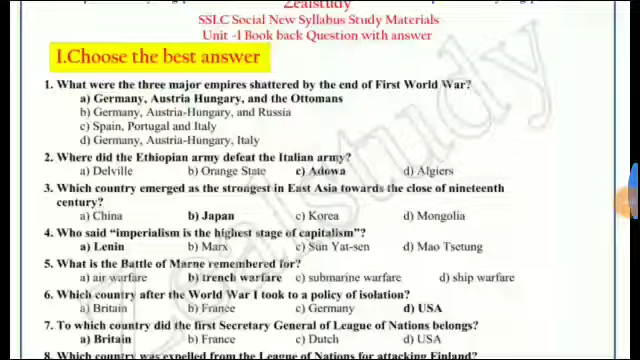 Zealstudy
SSLC Social New Syllabus Study Materials
Unit -I Book back Question with answer
I.Choose the best answer
1. What were the three major empires shattered by the end of First World War?
a) Germany, Austria Hungary, and the Ottomans
b) Germany, Austria-Hungary, and Russia
c) Spain, Portugal and Italy
d) Germany, Austria-Hungary, Italy
2. Where did the Ethiopian army defeat the Italian army?
a) Delville b) Orange State c) Adowa d) Algiers
3. Which country emerged as the strongest in East Asia towards the close of nineteenth
century?
a) China b) Japan c) Korea d) Mongolia
4. Who said “imperialism is the highest stage of capitalism”?
a) Lenin b) Marx c) Sun Yat-sen d) Mao Tsetung
5. What is the Battle of Marne remembered for?
a) air warfare b) trench warfare c) submarine warfare d) ship warfare
6. Which country after the World War I took to a policy of isolation?
a) Britain b) France c) Germany d) USA
7. To which country did the first Secretary General of League of Nations belongs?
a) Britain b) France c) Dutch d) USA
8. Which country was expelled from the League of Nations for attacking Finland?
Zealstudy